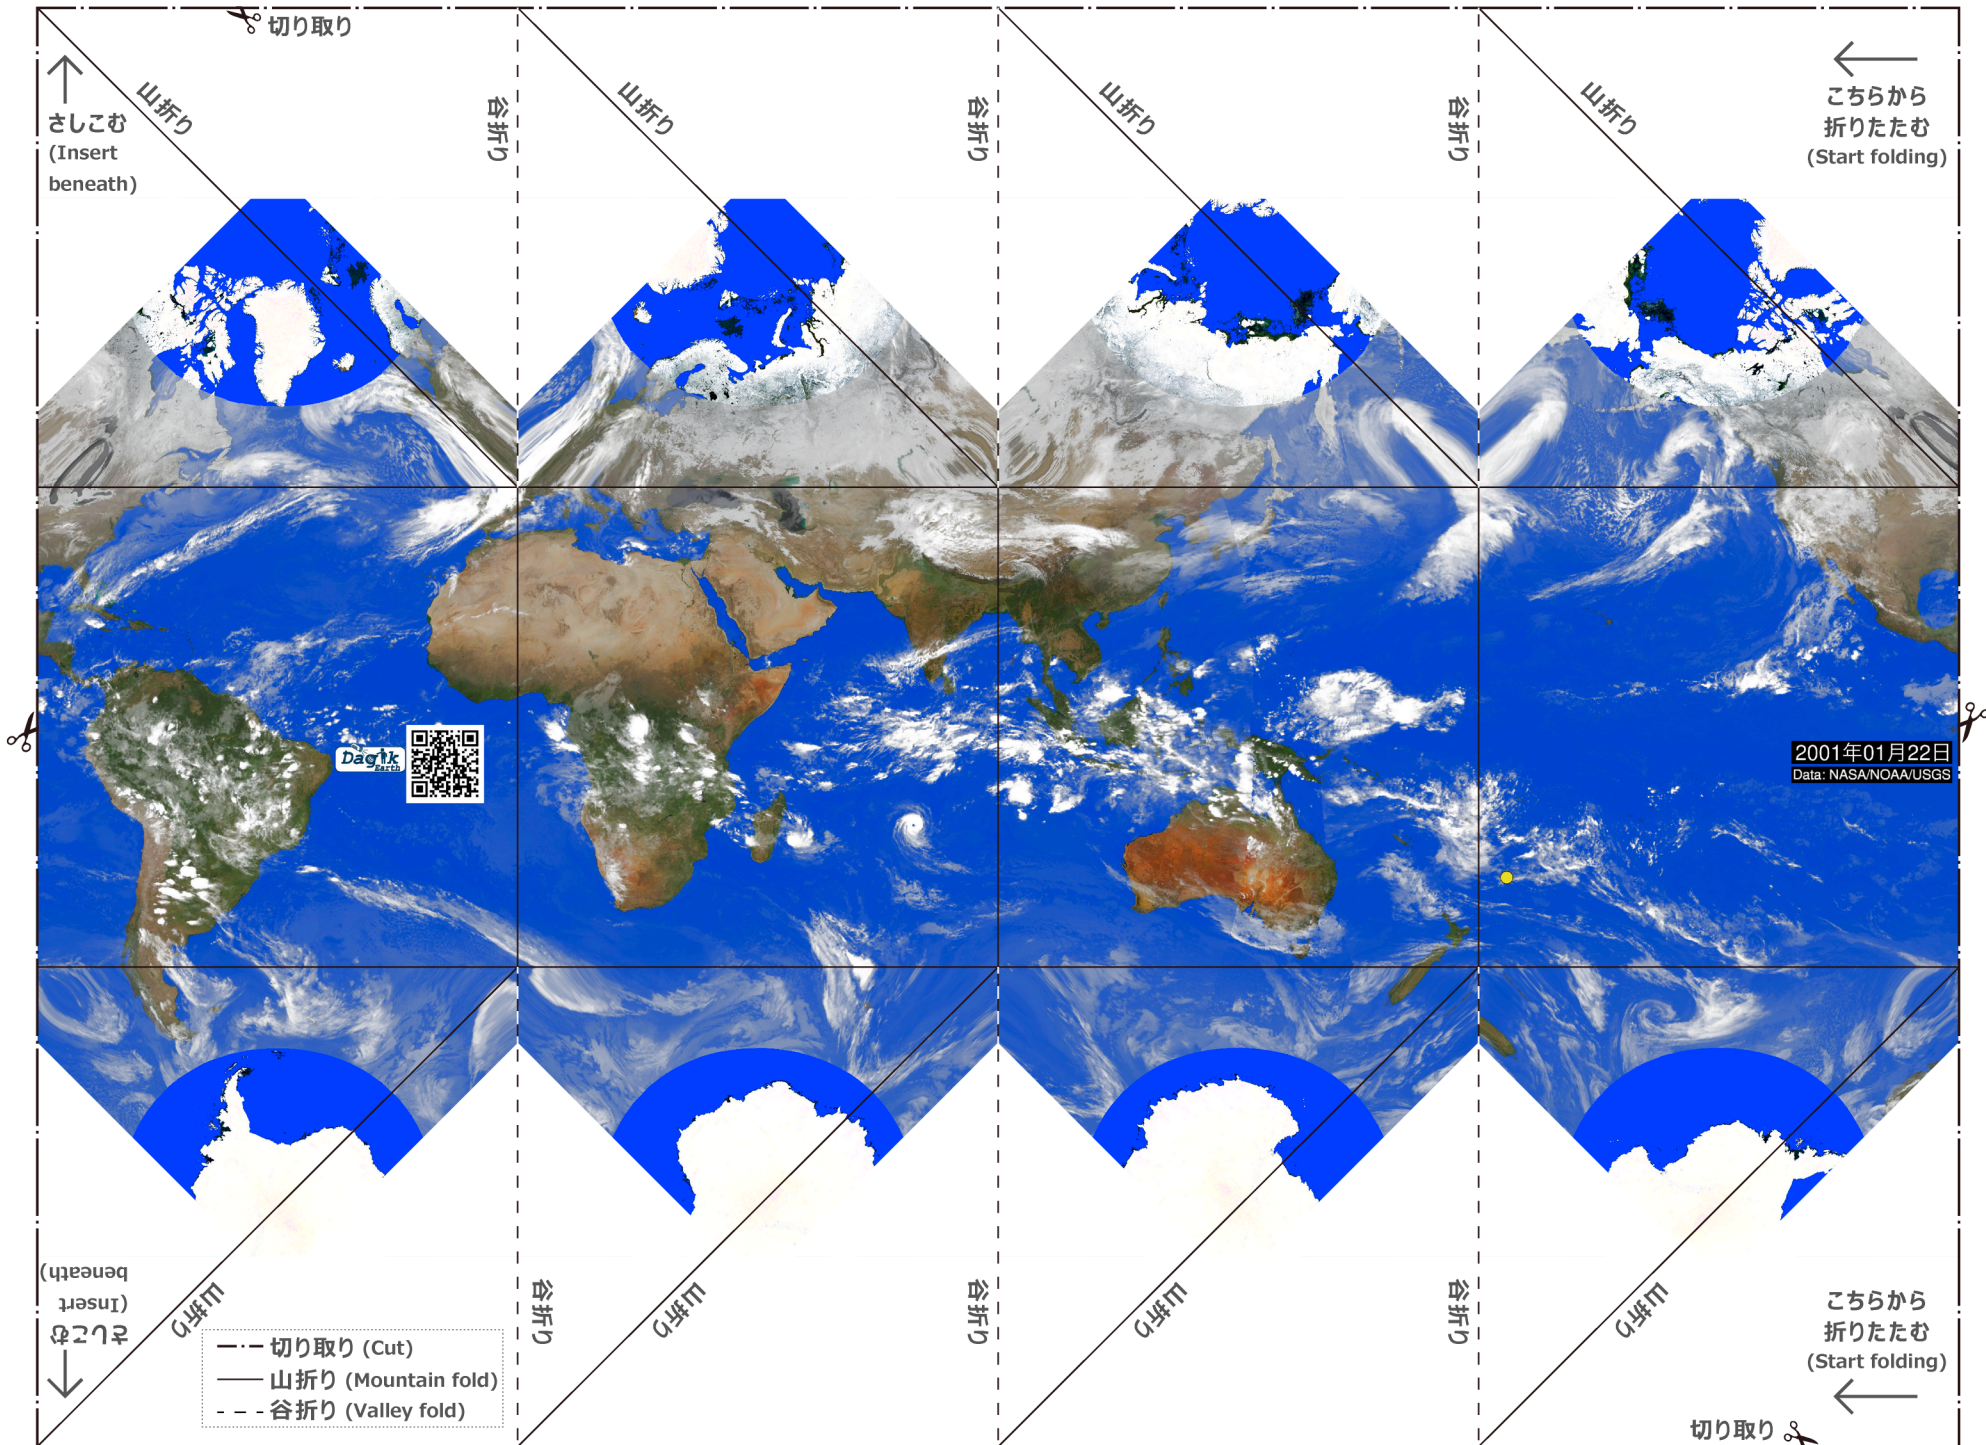 切り取り
さしこむ
(Insert
beneath)
山折り
谷折り
山折り
谷折り
山折り
谷折り
山折り
こちらから
折りたたむ
(Start folding)
Dagik
Earth
2001年01月22日
Data: NASA/NOAA/USGS
さしこむ
(Insert
beneath)
山折り
谷折り
山折り
谷折り
山折り
谷折り
山折り
こちらから
折りたたむ
(Start folding)
切り取り (Cut)
山折り (Mountain fold)
谷折り (Valley fold)
切り取り